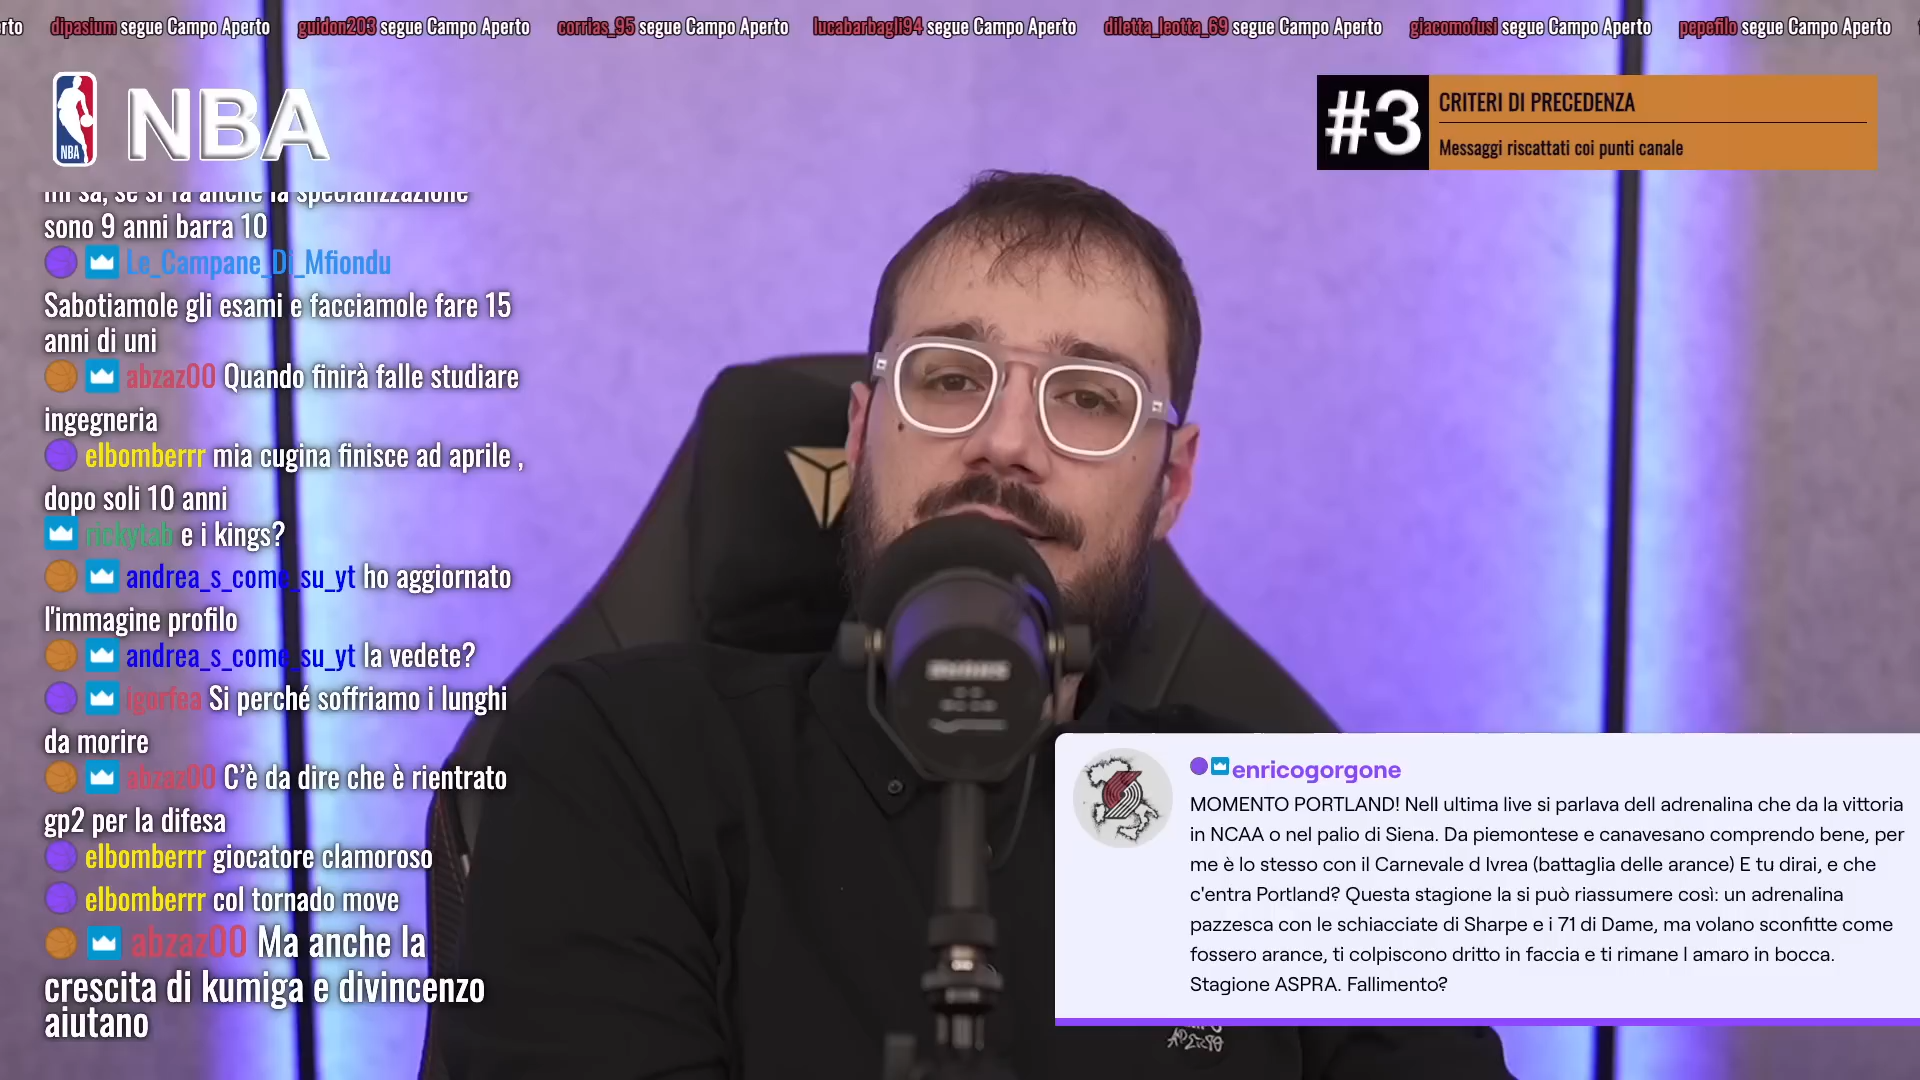 dipasium segue Campo Aperto guidon203 segue Campo Aperto corrias_95 segue Campo Aperto lucabarbagli94 segue Campo Aperto diletta_leotta_69 segue Campo Aperto giacomofusi segue Campo Aperto pepefilo segue Campo Aperto
NBA
NBA
#3
CRITERI DI PRECEDENZA
Messaggi riscattati coi punti canale
mi sa, se si fa anche la specializzazione
sono 9 anni barra 10
Le_Campane_Di_Mfiondu
Sabotiamole gli esami e facciamole fare 15
anni di uni
abzaz00 Quando finirà falle studiare
ingegneria
elbomberrr mia cugina finisce ad aprile ,
dopo soli 10 anni
rickytab e i kings?
andrea_s_come_su_yt ho aggiornato
l'immagine profilo
andrea_s_come_su_yt la vedete?
igorfea Si perché soffriamo i lunghi
da morire
abzaz00 C'è da dire che è rientrato
gp2 per la difesa
elbomberrr giocatore clamoroso
elbomberrr col tornado move
abzaz00 Ma anche la
crescita di kumiga e divincenzo
aiutano
enricogorgone
MOMENTO PORTLAND! Nell ultima live si parlava dell adrenalina che da la vittoria
in NCAA o nel palio di Siena. Da piemontese e canavesano comprendo bene, per
me è lo stesso con il Carnevale d Ivrea (battaglia delle arance) E tu dirai, e che
c'entra Portland? Questa stagione la si può riassumere così: un adrenalina
pazzesca con le schiacciate di Sharpe e i 71 di Dame, ma volano sconfitte come
fossero arance, ti colpiscono dritto in faccia e ti rimane l amaro in bocca.
Stagione ASPRA. Fallimento?